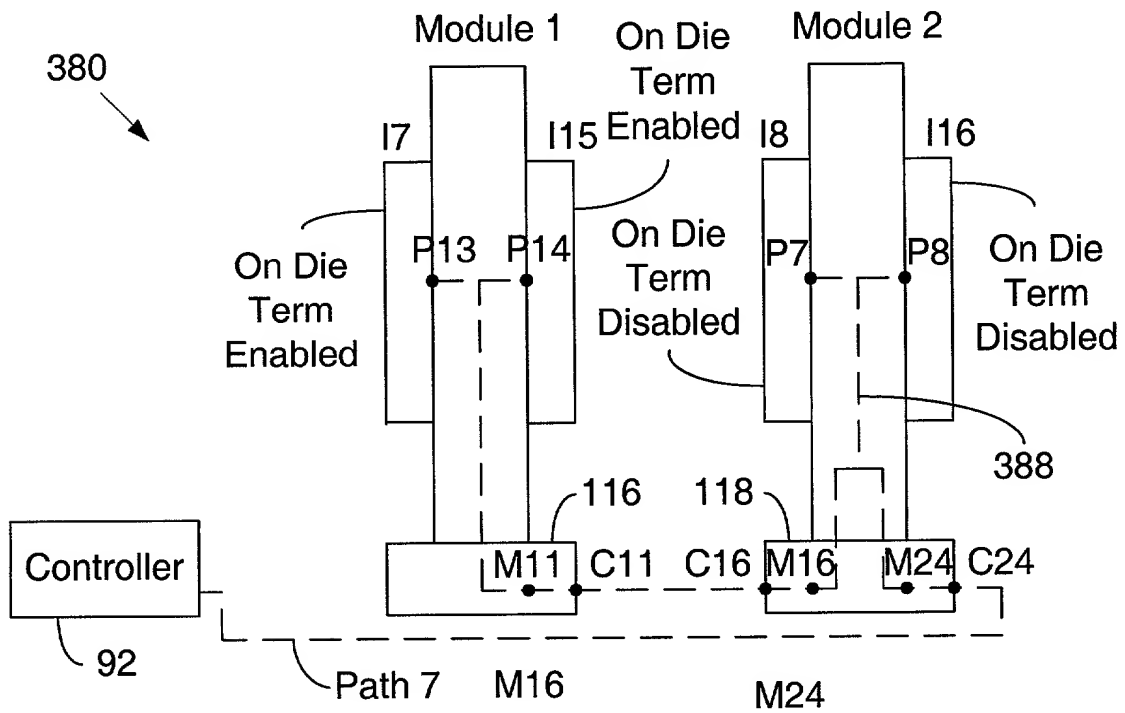 Module 1
On Die
Term
Enabled
Module 2
380
I7
I15
I8
I16
P13
P14
On Die
Term
Disabled
P7
P8
On Die
Term
Enabled
On Die
Term
Disabled
388
116
118
Controller
M11
C11
C16
M16
M24
C24
92
Path 7
M16
M24